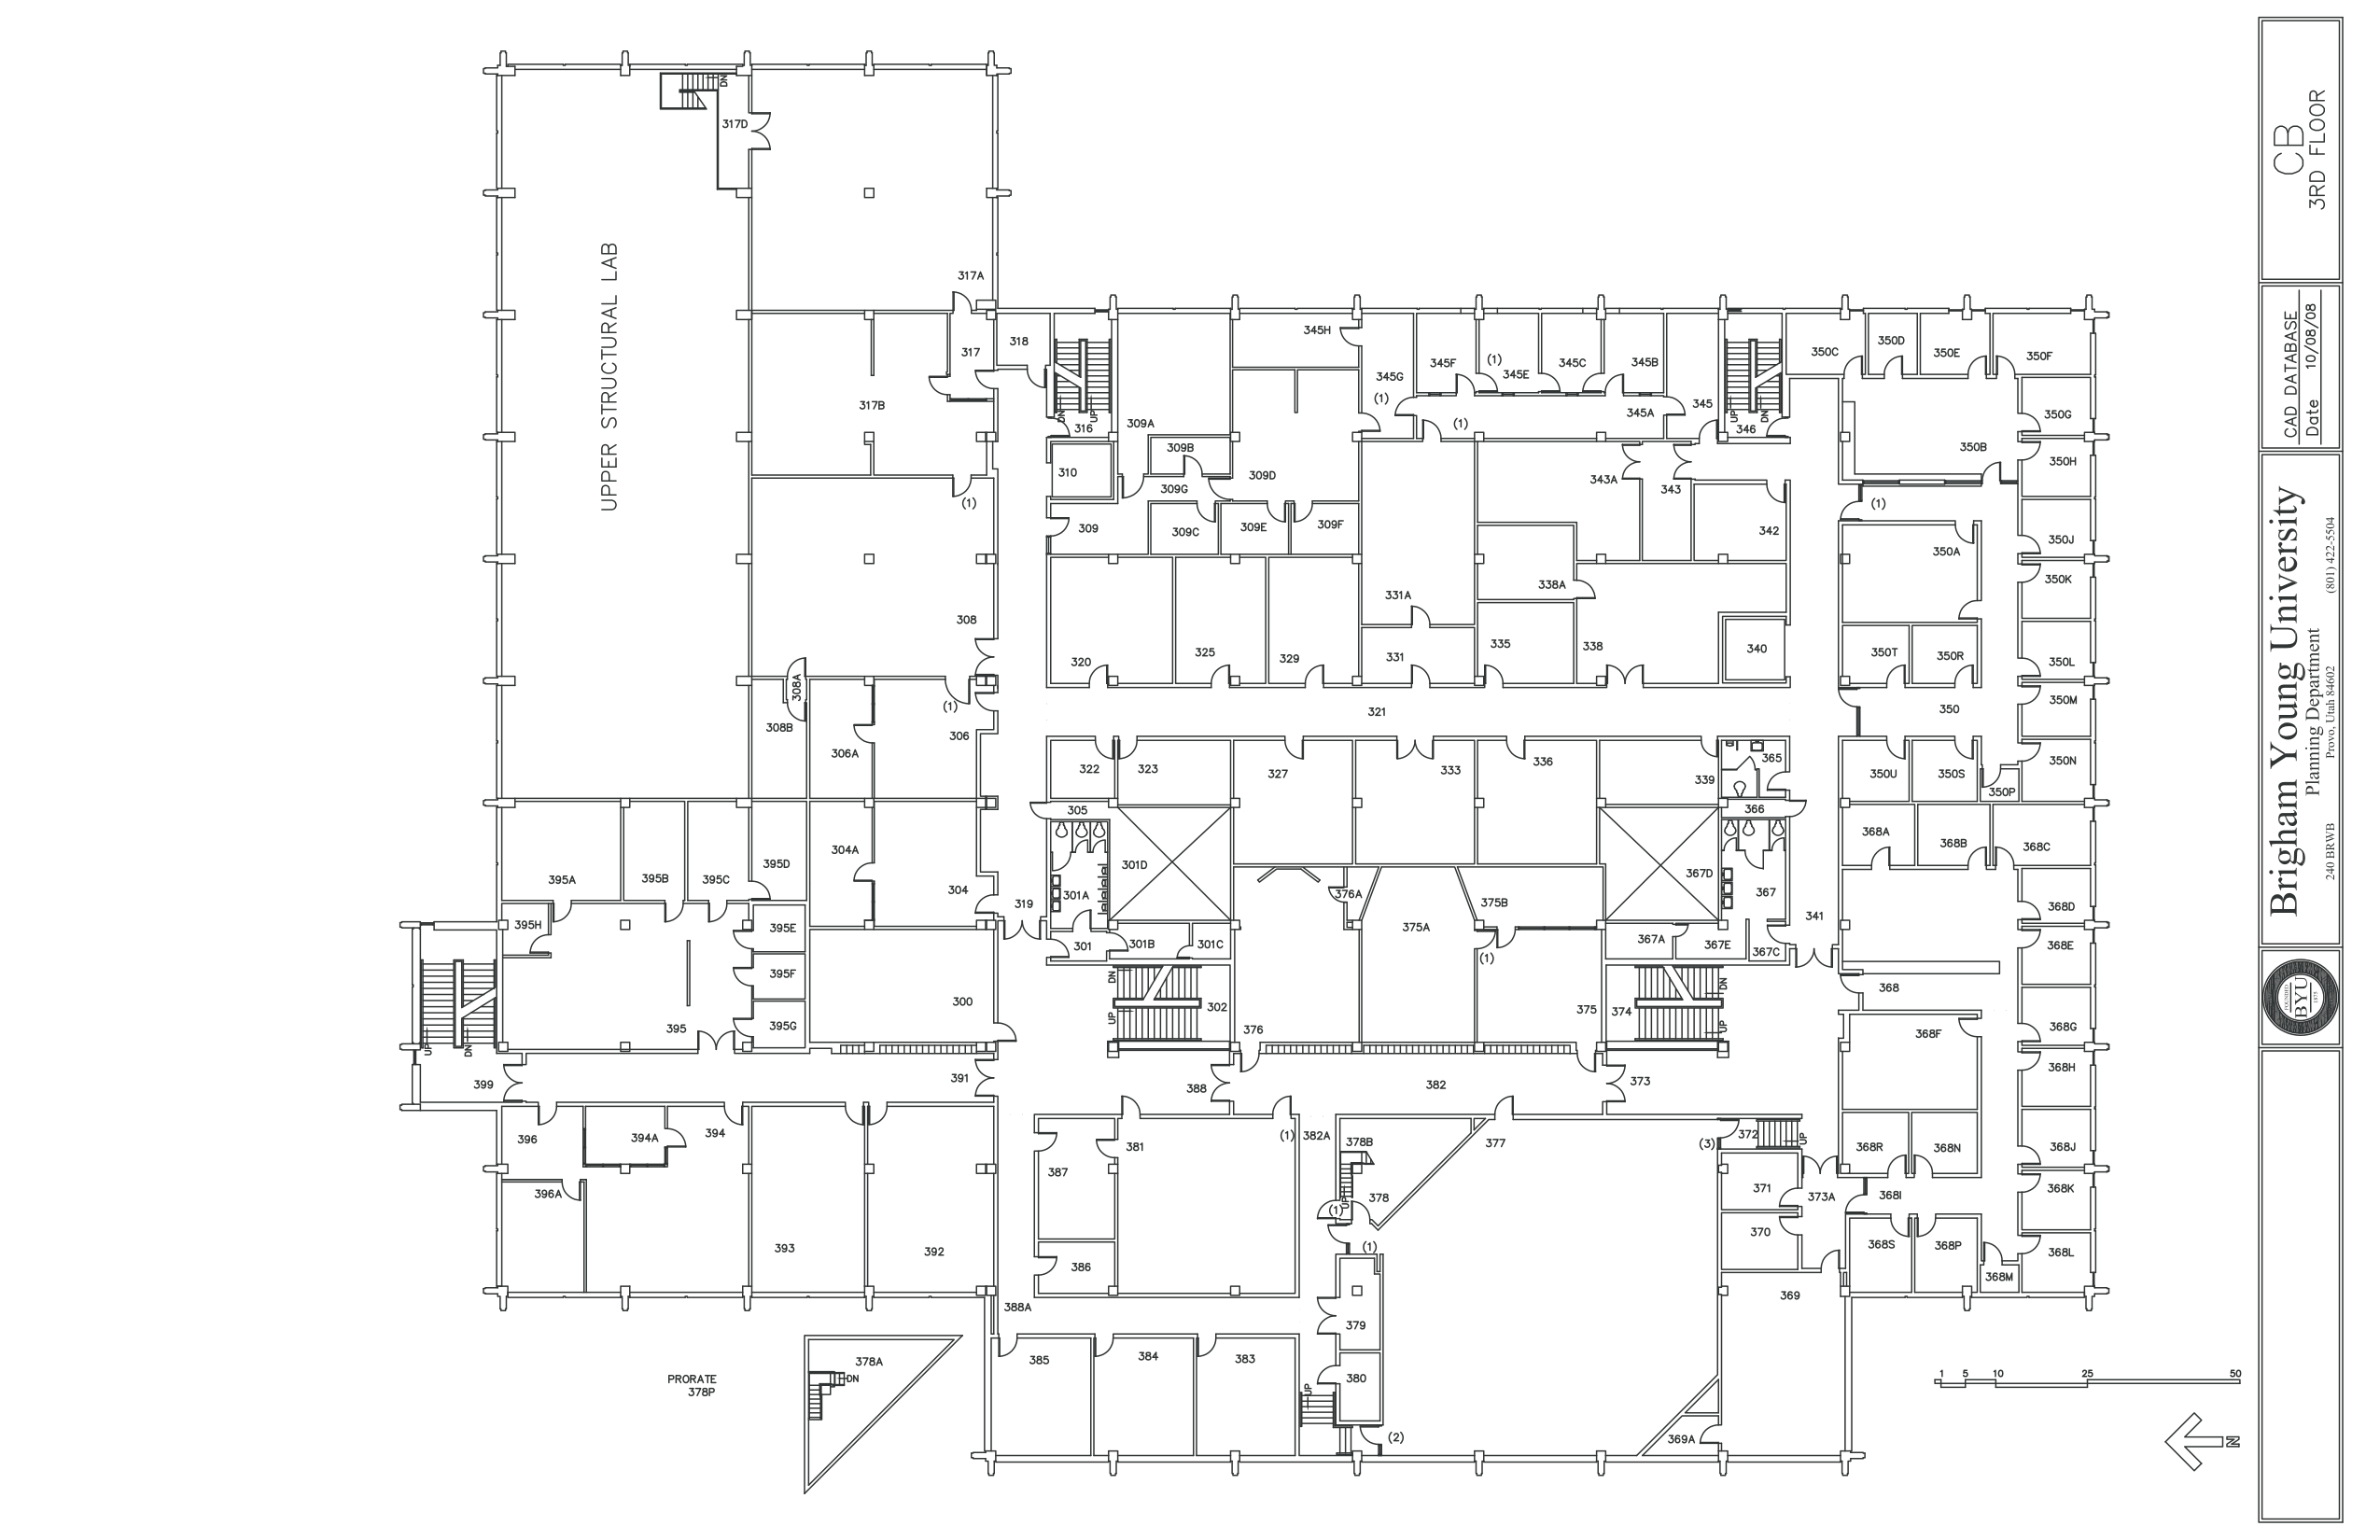 317D
UPPER STRUCTURAL LAB
DN
317A
318
317
345H
350C
350D
350E
350F
345F
(1)
345E
345C
345B
345G
(1)
345A
345
317B
DN
UP
316
309A
(1)
UP
DN
346
350G
309B
350B
350H
310
309D
343A
343
309G
(1)
(1)
309
309C
309E
309F
342
350J
350A
338A
350K
331A
308
320
325
329
331
335
338
340
350T
350R
350L
308A
(1)
321
350
350M
308B
306
306A
322
323
327
333
336
339
365
350U
350S
350N
350P
305
366
395A
395B
395C
395D
304A
304
301D
367D
368A
368B
368C
301A
376A
367
319
375B
341
368D
395H
395E
375A
301
301B
301C
(1)
367A
367E
367C
368E
395F
DN
DN
368
300
302
375
374
395
395G
UP
376
UP
368F
368G
UP
DN
399
391
388
382
373
368H
396
394A
394
381
(1)
382A
378B
377
(3)
372
UP
368R
368N
368J
387
396A
UP
378
371
373A
368I
368K
(1)
370
368S
368P
368L
393
392
386
(1)
368M
388A
369
379
378A
385
384
383
PRORATE
378P
DN
UP
380
369A
(2)
1 5 10 25 50
N
CB
3RD FLOOR
CAD DATABASE
Date 10/08/08
Brigham Young University
Planning Department
240 BRWB Provo, Utah 84602 (801) 422-5504
FOUNDED
BYU
1875